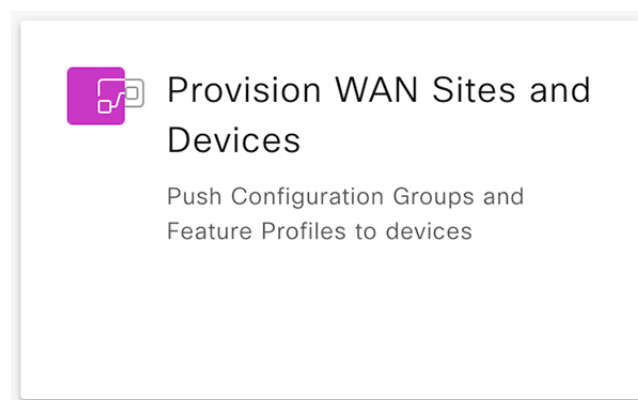 Provision WAN Sites and
Devices
Push Configuration Groups and
Feature Profiles to devices